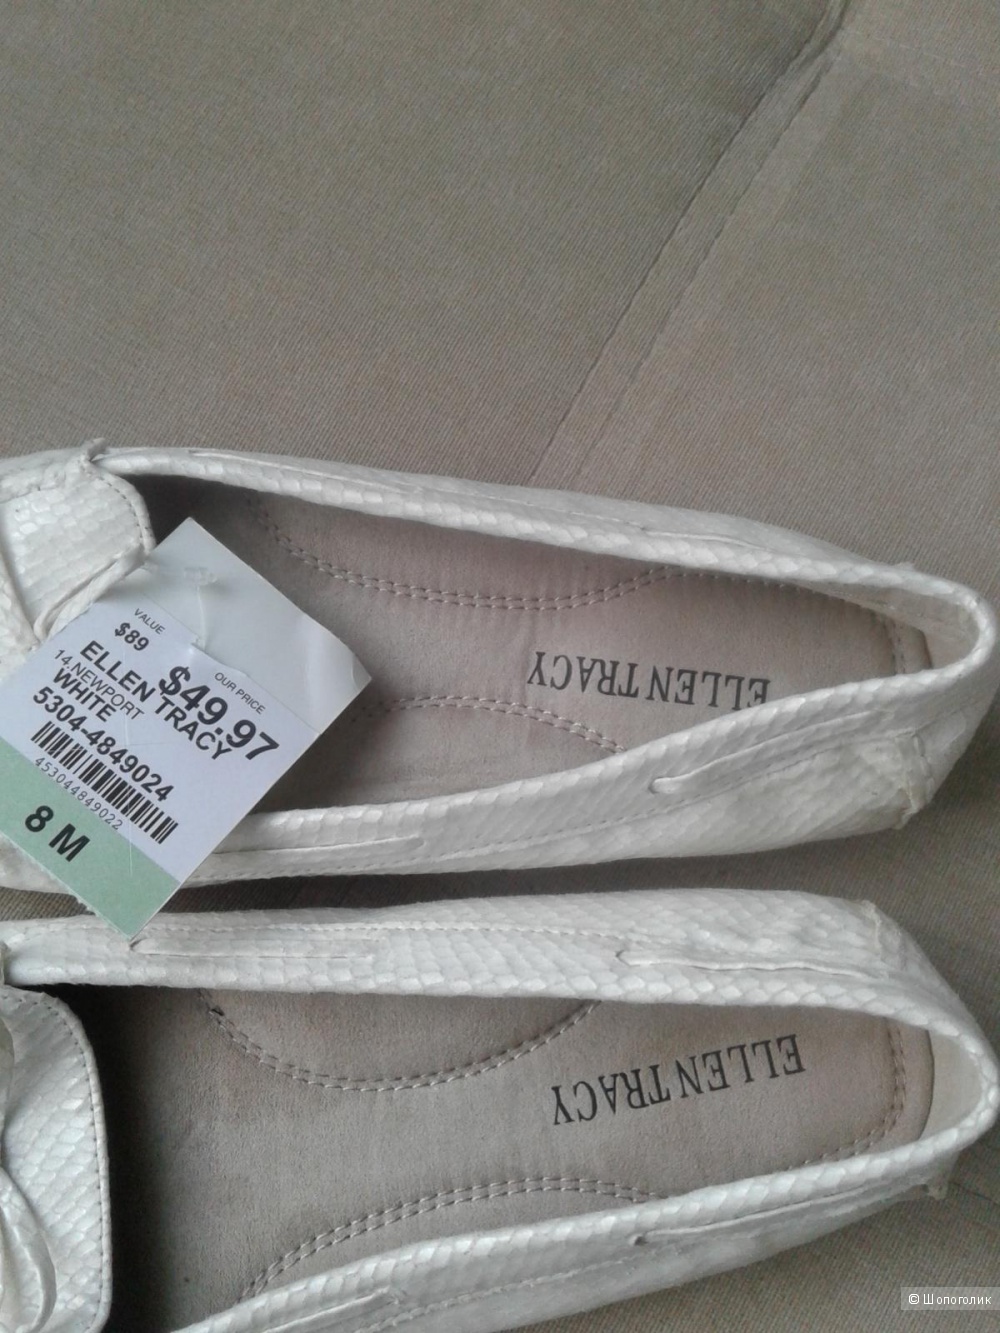 VALUE
$89
OUR PRICE
$49.97
ELLEN TRACY
14.NEWPORT
WHITE
5304-4849024
453044849022
8 M
ELLEN TRACY
ELLEN TRACY
© Шопоголик